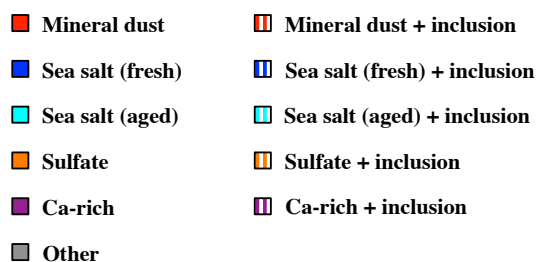 Mineral dust
Mineral dust + inclusion
Sea salt (fresh)
Sea salt (fresh) + inclusion
Sea salt (aged)
Sea salt (aged) + inclusion
Sulfate
Sulfate + inclusion
Ca-rich
Ca-rich + inclusion
Other